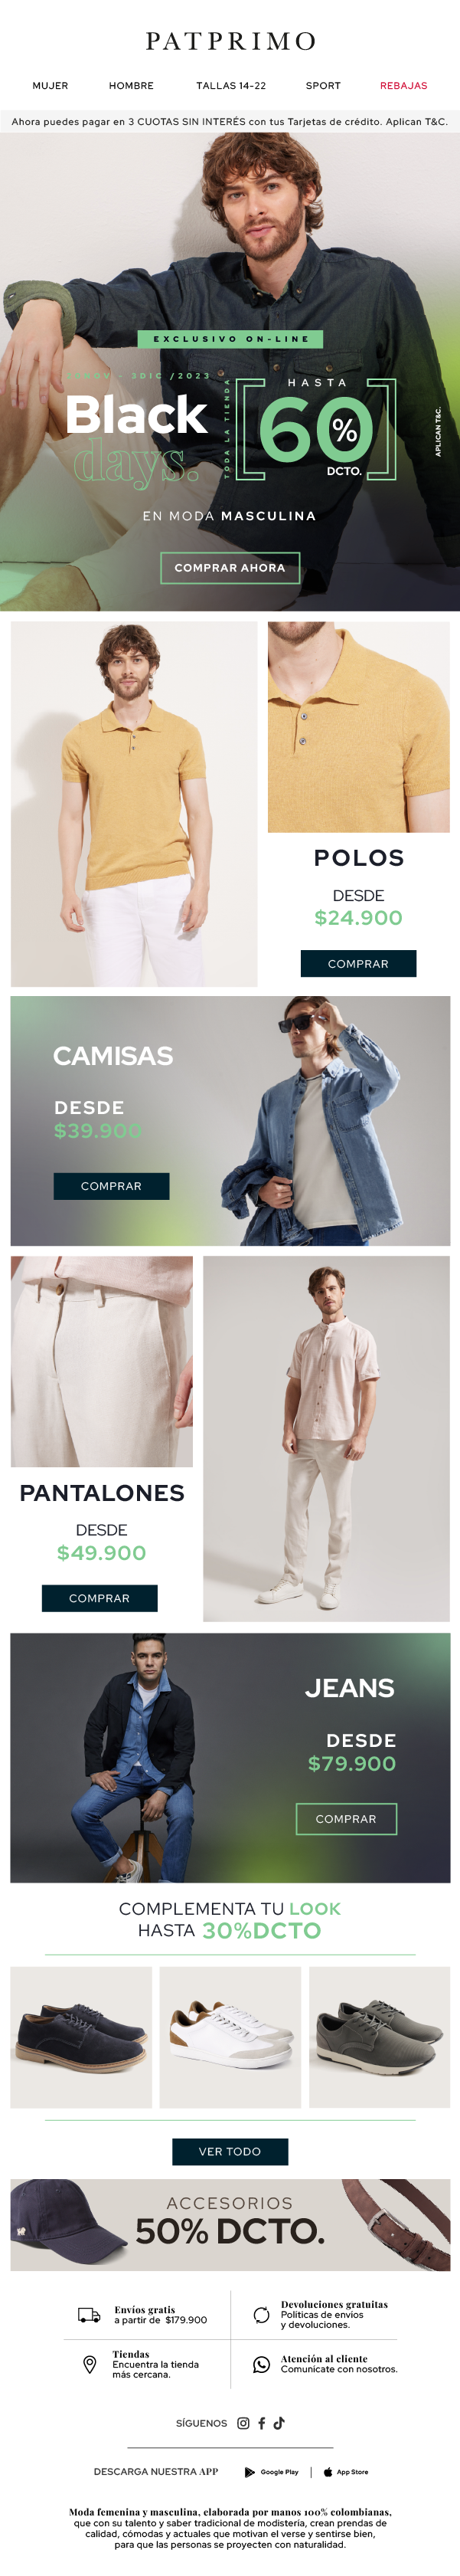 PATPRIMO
MUJER HOMBRE TALLAS 14-22 SPORT REBAJAS
Ahora puedes pagar en 3 CUOTAS SIN INTERÉS con tus Tarjetas de crédito. Aplican T&C.
EXCLUSIVO ON-LINE
NOV - 3DIC /2023
Black
days.
TODA LA TIENDA
HASTA
60%
DCTO.
APLICAN T&C.
EN MODA MASCULINA
COMPRAR AHORA
POLOS
DESDE
$24.900
COMPRAR
CAMISAS
DESDE
$39.900
COMPRAR
PANTALONES
DESDE
$49.900
COMPRAR
JEANS
DESDE
$79.900
COMPRAR
COMPLEMENTA TU LOOK
HASTA 30%DCTO
VER TODO
ACCESORIOS
50% DCTO.
Envíos gratis
a partir de $179.900
Devoluciones gratuitas
Políticas de envios
y devoluciones.
Tiendas
Encuentra la tienda
más cercana.
Atención al cliente
Comunicate con nosotros.
SÍGUENOS
DESCARGA NUESTRA APP Google Play | App Store
Moda femenina y masculina, elaborada por manos 100% colombianas,
que con su talento y saber tradicional de modistería, crean prendas de
calidad, cómodas y actuales que motivan el verse y sentirse bien,
para que las personas se proyecten con naturalidad.